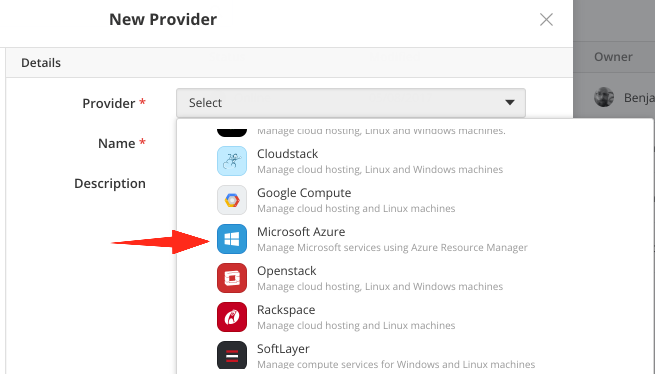 New Provider
Details
Owner
Provider *
Select
Benja
Manage cloud hosting, Linux and Windows machines.
Name *
Cloudstack
Manage cloud hosting, Linux and Windows machines
Description
Google Compute
Manage cloud hosting and Linux machines
Microsoft Azure
Manage Microsoft services using Azure Resource Manager
Openstack
Manage cloud hosting, Linux and Windows machines
Rackspace
Manage cloud hosting and Linux machines
SoftLayer
Manage compute services for Windows and Linux machines